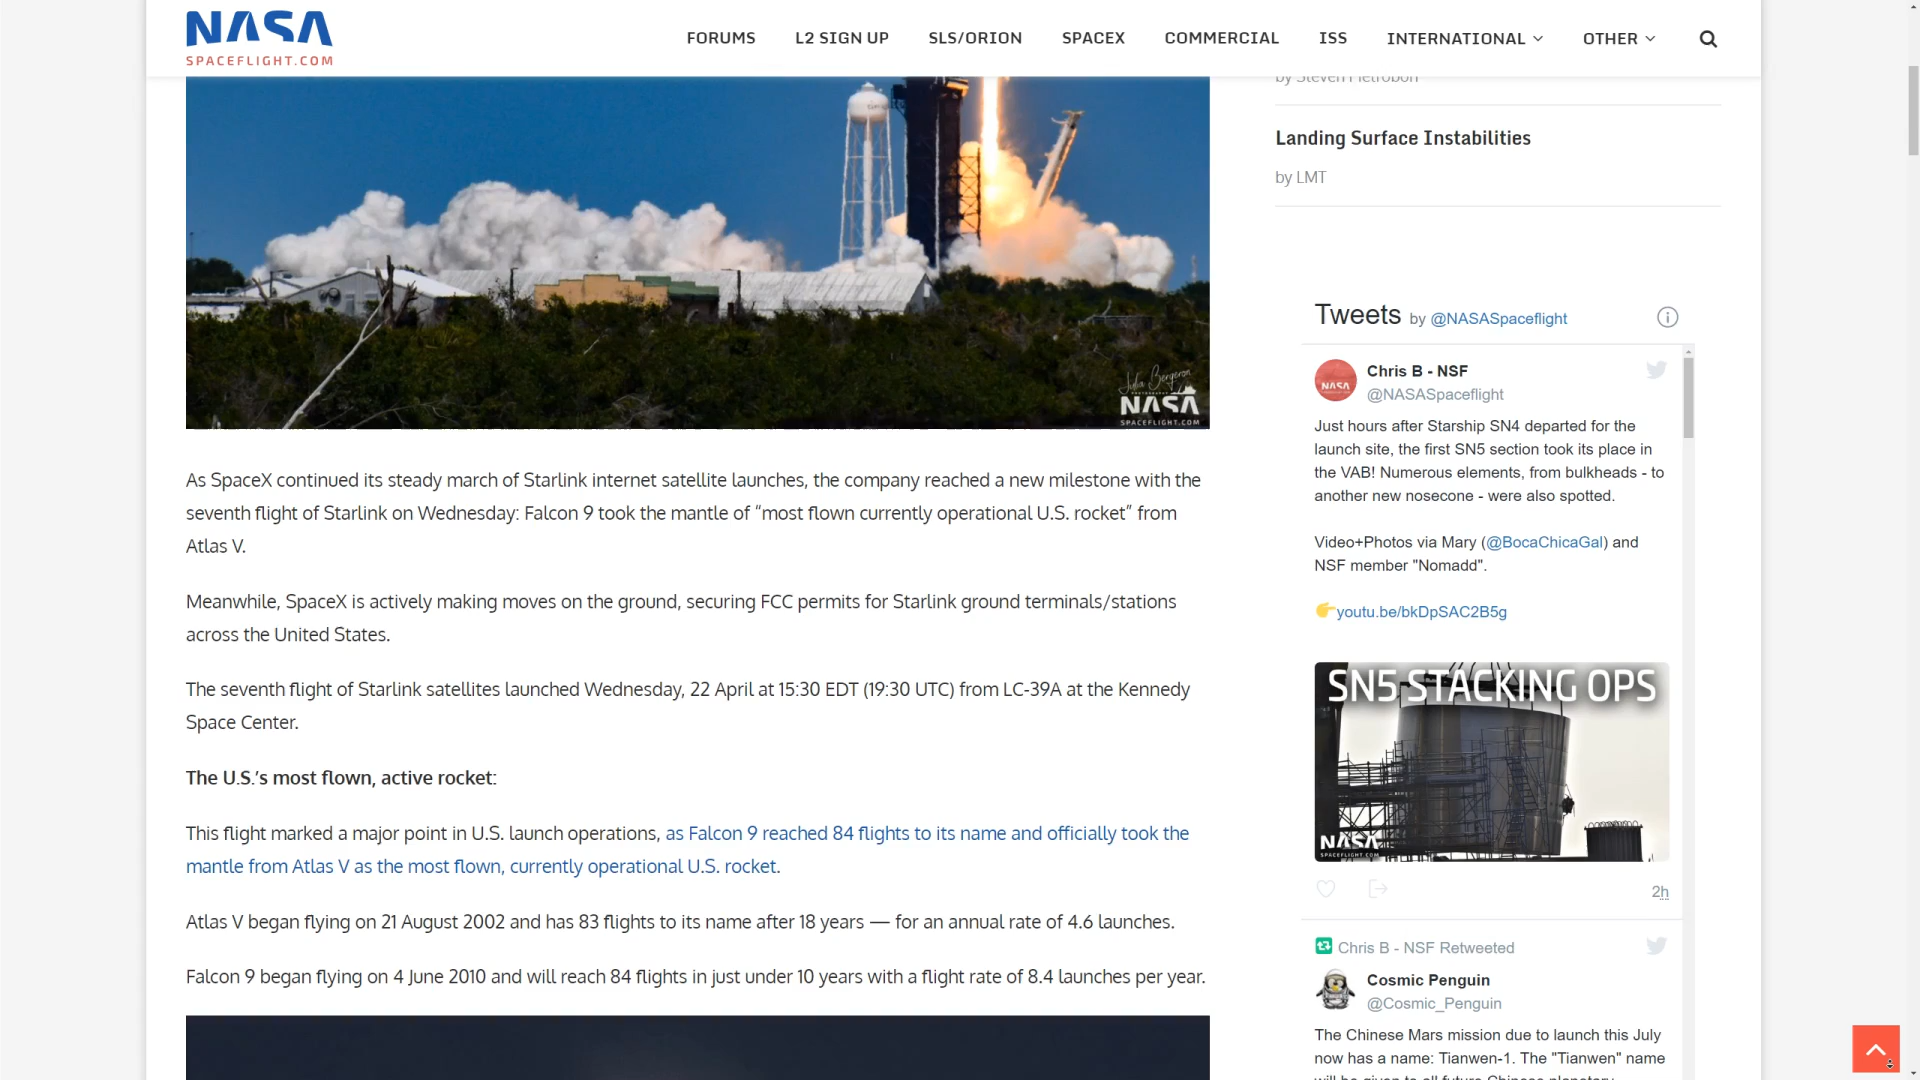 NASA
SPACEFLIGHT.COM
FORUMS
L2 SIGN UP
SLS/ORION
SPACEX
COMMERCIAL
ISS
INTERNATIONAL
OTHER
by Steven Pietrobon
Landing Surface Instabilities
by LMT
Julia Bergeron
NASA
SPACEFLIGHT.COM
As SpaceX continued its steady march of Starlink internet satellite launches, the company reached a new milestone with the
seventh flight of Starlink on Wednesday: Falcon 9 took the mantle of “most flown currently operational U.S. rocket” from
Atlas V.
Meanwhile, SpaceX is actively making moves on the ground, securing FCC permits for Starlink ground terminals/stations
across the United States.
The seventh flight of Starlink satellites launched Wednesday, 22 April at 15:30 EDT (19:30 UTC) from LC-39A at the Kennedy
Space Center.
The U.S.’s most flown, active rocket:
This flight marked a major point in U.S. launch operations, as Falcon 9 reached 84 flights to its name and officially took the
mantle from Atlas V as the most flown, currently operational U.S. rocket.
Atlas V began flying on 21 August 2002 and has 83 flights to its name after 18 years — for an annual rate of 4.6 launches.
Falcon 9 began flying on 4 June 2010 and will reach 84 flights in just under 10 years with a flight rate of 8.4 launches per year.
Tweets by @NASASpaceflight
Chris B - NSF
@NASASpaceflight
Just hours after Starship SN4 departed for the
launch site, the first SN5 section took its place in
the VAB! Numerous elements, from bulkheads - to
another new nosecone - were also spotted.
Video+Photos via Mary (@BocaChicaGal) and
NSF member "Nomadd".
👉youtu.be/bkDpSAC2B5g
SN5 STACKING OPS
NASA
SPACEFLIGHT.COM
2h
Chris B - NSF Retweeted
Cosmic Penguin
@Cosmic_Penguin
The Chinese Mars mission due to launch this July
now has a name: Tianwen-1. The "Tianwen" name
will be given to all future Chinese planetary